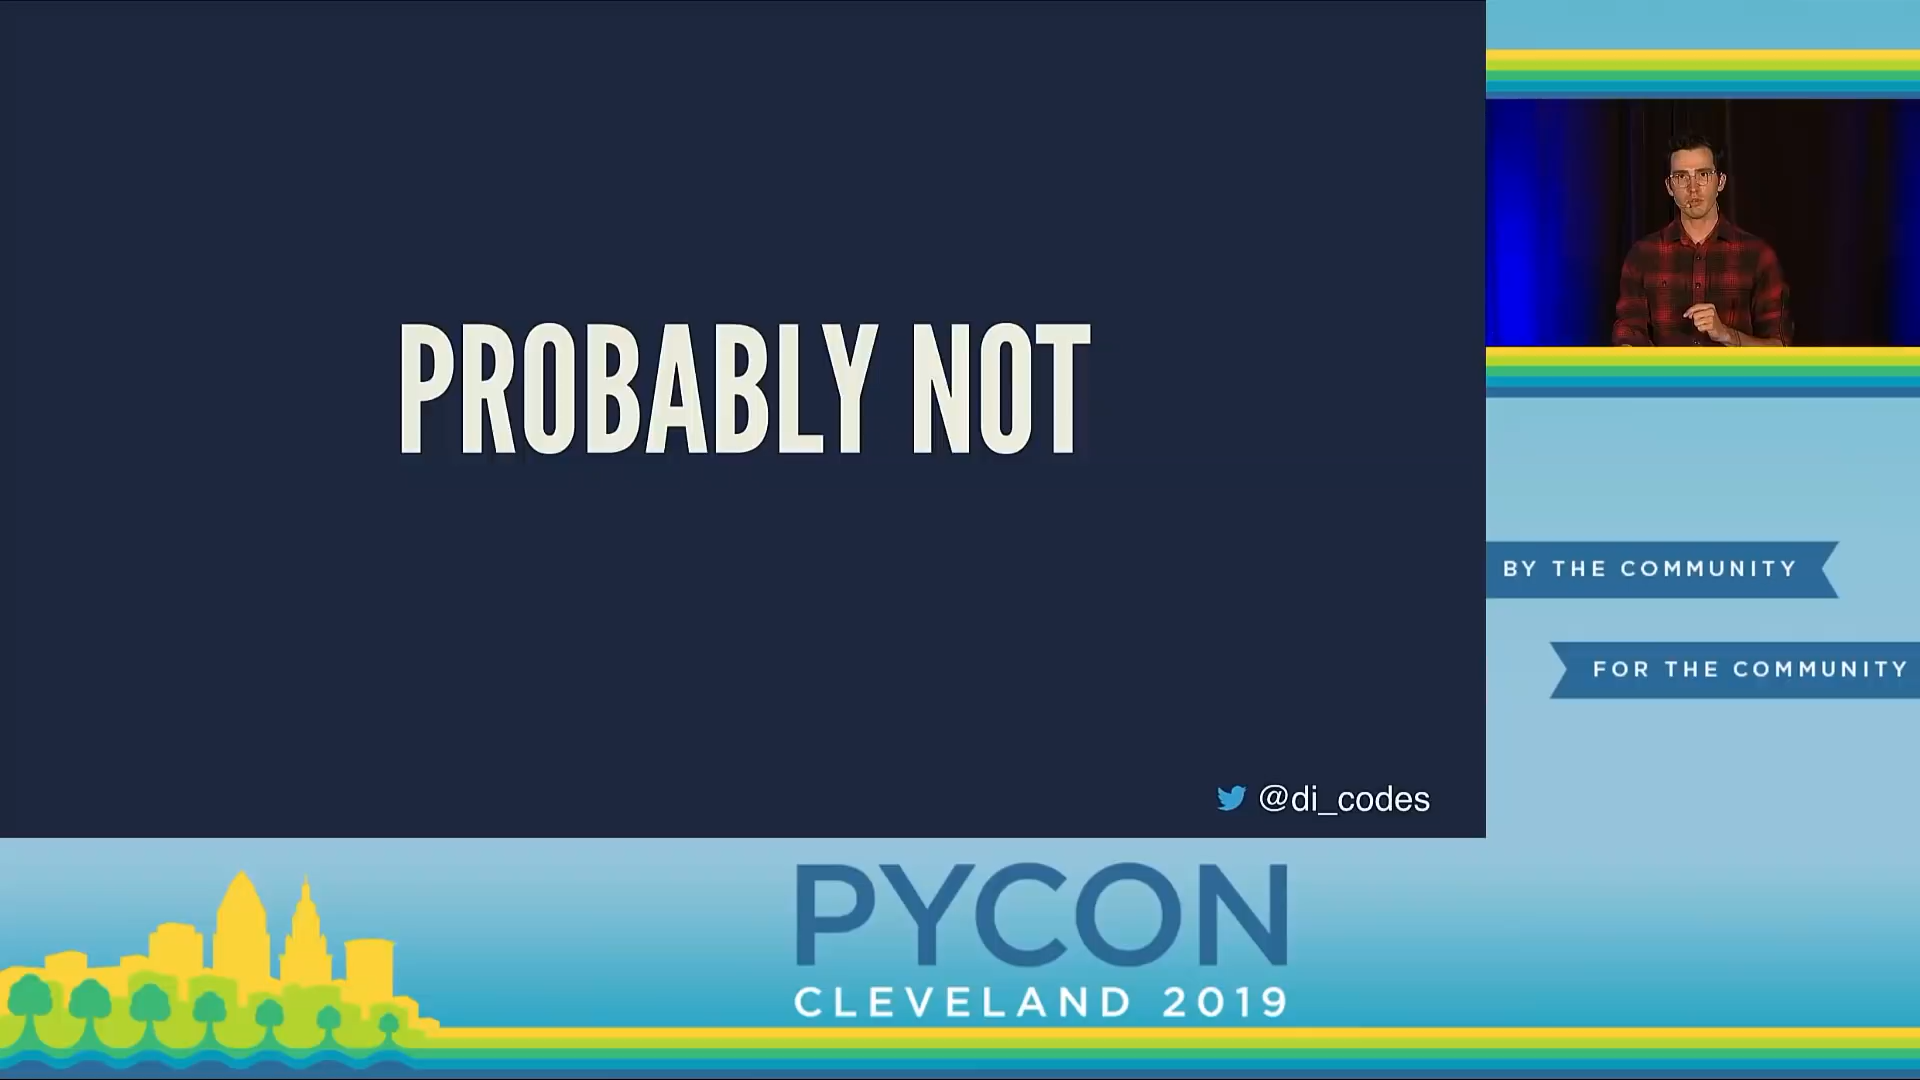 PROBABLY NOT
@di_codes
BY THE COMMUNITY
FOR THE COMMUNITY
PYCON
CLEVELAND 2019